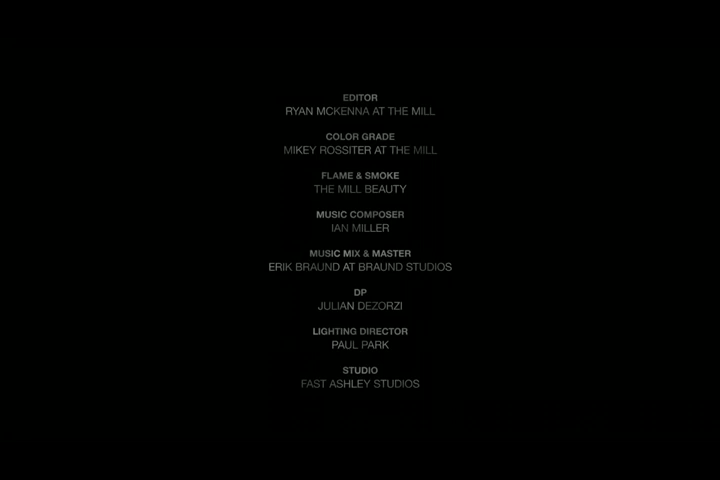 EDITOR
RYAN MCKENNA AT THE MILL
COLOR GRADE
MIKEY ROSSITER AT THE MILL
FLAME & SMOKE
THE MILL BEAUTY
MUSIC COMPOSER
IAN MILLER
MUSIC MIX & MASTER
ERIK BRAUND AT BRAUND STUDIOS
DP
JULIAN DEZORZI
LIGHTING DIRECTOR
PAUL PARK
STUDIO
FAST ASHLEY STUDIOS